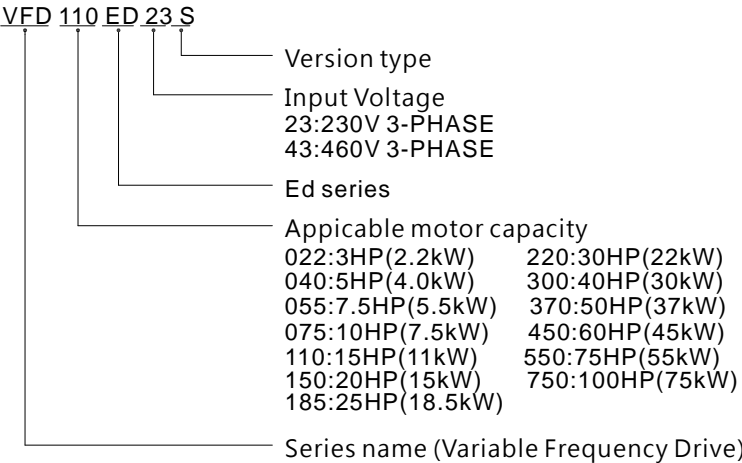 VFD 110 ED 23 S
Version type
Input Voltage
23:230V 3-PHASE
43:460V 3-PHASE
Ed series
Appicable motor capacity
022:3HP(2.2kW) 220:30HP(22kW)
040:5HP(4.0kW) 300:40HP(30kW)
055:7.5HP(5.5kW) 370:50HP(37kW)
075:10HP(7.5kW) 450:60HP(45kW)
110:15HP(11kW) 550:75HP(55kW)
150:20HP(15kW) 750:100HP(75kW)
185:25HP(18.5kW)
Series name (Variable Frequency Drive)